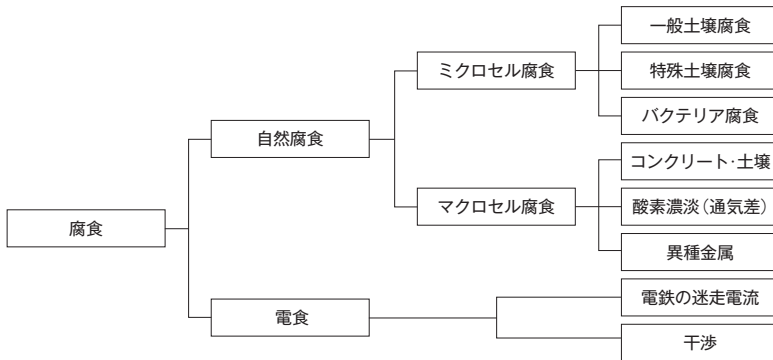 一般土壌腐食
ミクロセル腐食
特殊土壌腐食
バクテリア腐食
自然腐食
コンクリート・土壌
マクロセル腐食
酸素濃淡（通気差）
腐食
異種金属
電鉄の迷走電流
電食
干渉